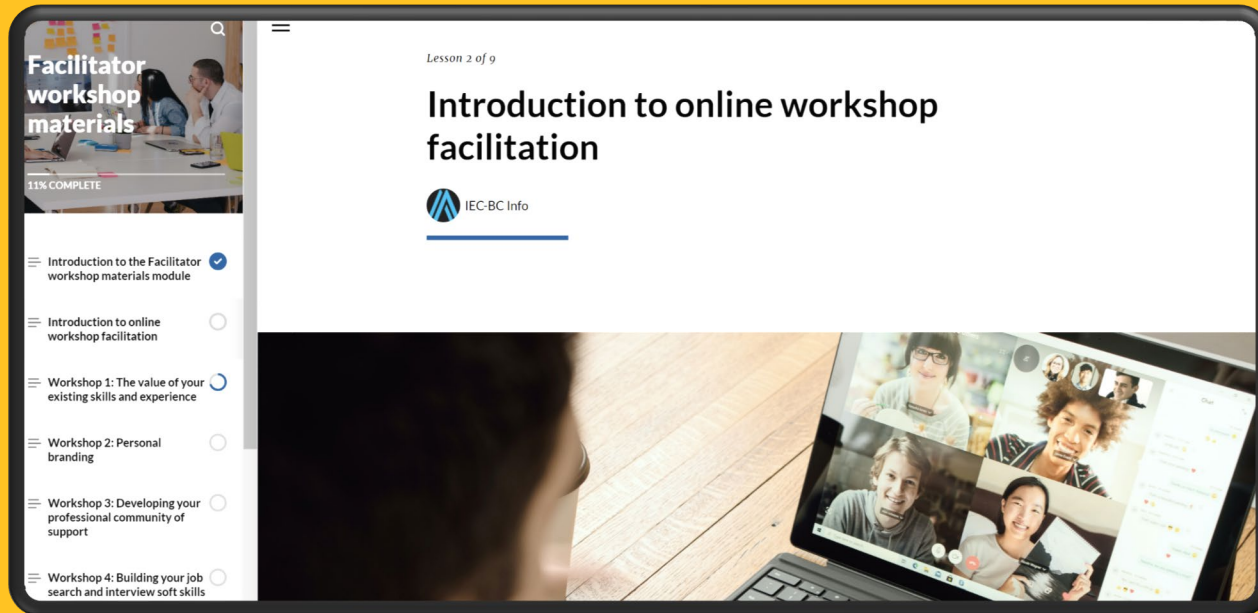 Facilitator
workshop
materials
11% COMPLETE
Introduction to the Facilitator
workshop materials module
Introduction to online
workshop facilitation
Workshop 1: The value of your
existing skills and experience
Workshop 2: Personal
branding
Workshop 3: Developing your
professional community of
support
Workshop 4: Building your job
search and interview soft skills
Lesson 2 of 9
Introduction to online workshop
facilitation
IEC-BC Info
Chat